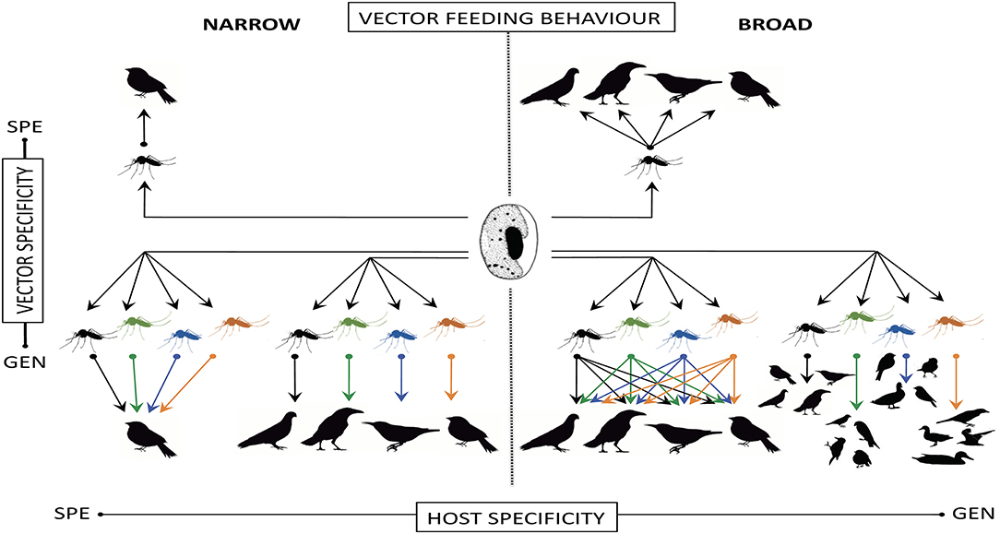 VECTOR FEEDING BEHAVIOUR
NARROW
BROAD
SPE
VECTOR SPECIFICITY
GEN
SPE
HOST SPECIFICITY
GEN